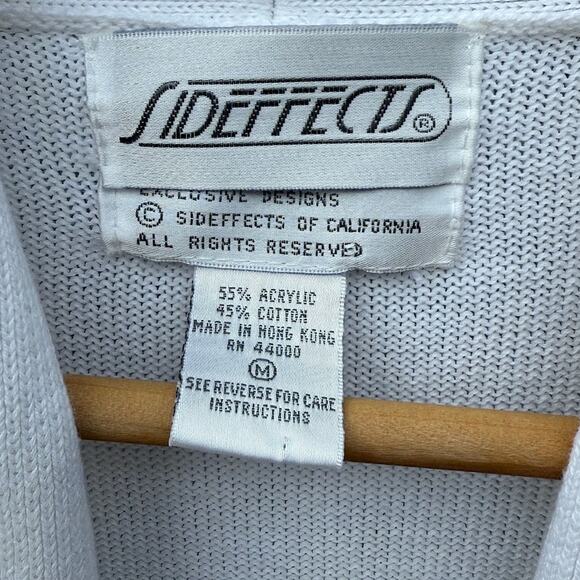 SIDEFFECTS ®
EXCLUSIVE DESIGNS
© SIDEFFECTS OF CALIFORNIA
ALL RIGHTS RESERVED
55% ACRYLIC
45% COTTON
MADE IN HONG KONG
RN 44000
M
SEE REVERSE FOR CARE
INSTRUCTIONS